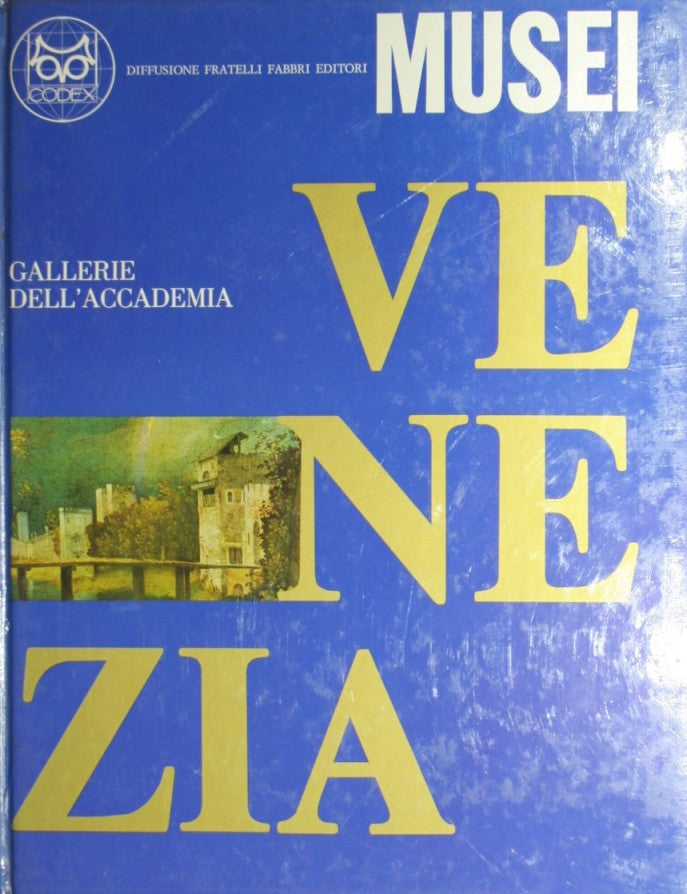 CODEX
DIFFUSIONE FRATELLI FABBRI EDITORI
MUSEI
GALLERIE
DELL'ACCADEMIA
VE
NE
ZIA